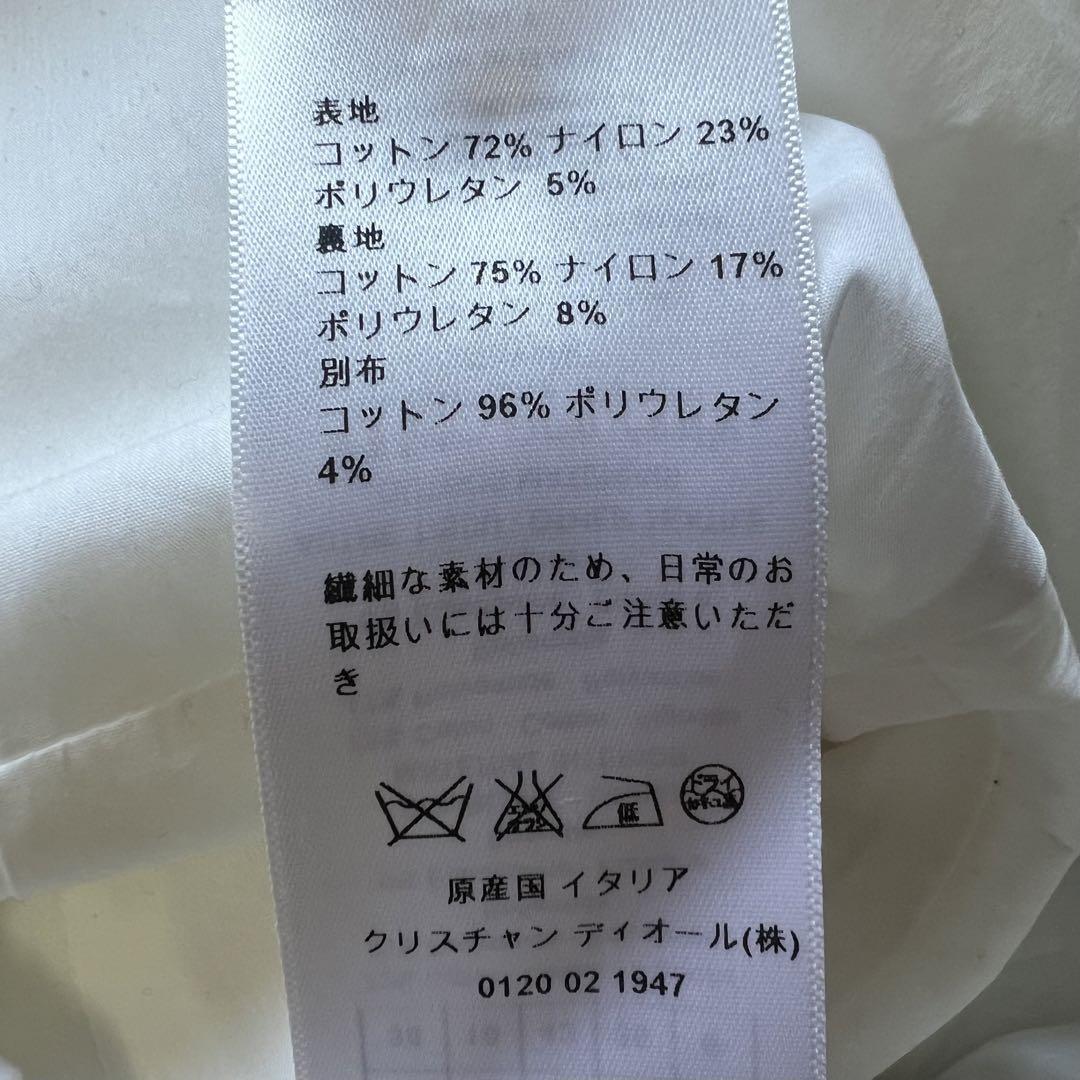 表地
コットン 72% ナイロン 23%
ポリウレタン 5%
裏地
コットン 75% ナイロン 17%
ポリウレタン 8%
別布
コットン 96% ポリウレタン
4%
繊細な素材のため、日常のお
取扱いには十分ご注意いただ
き
低
ドライ
原産国 イタリア
クリスチャン ディオール(株)
0120 02 1947